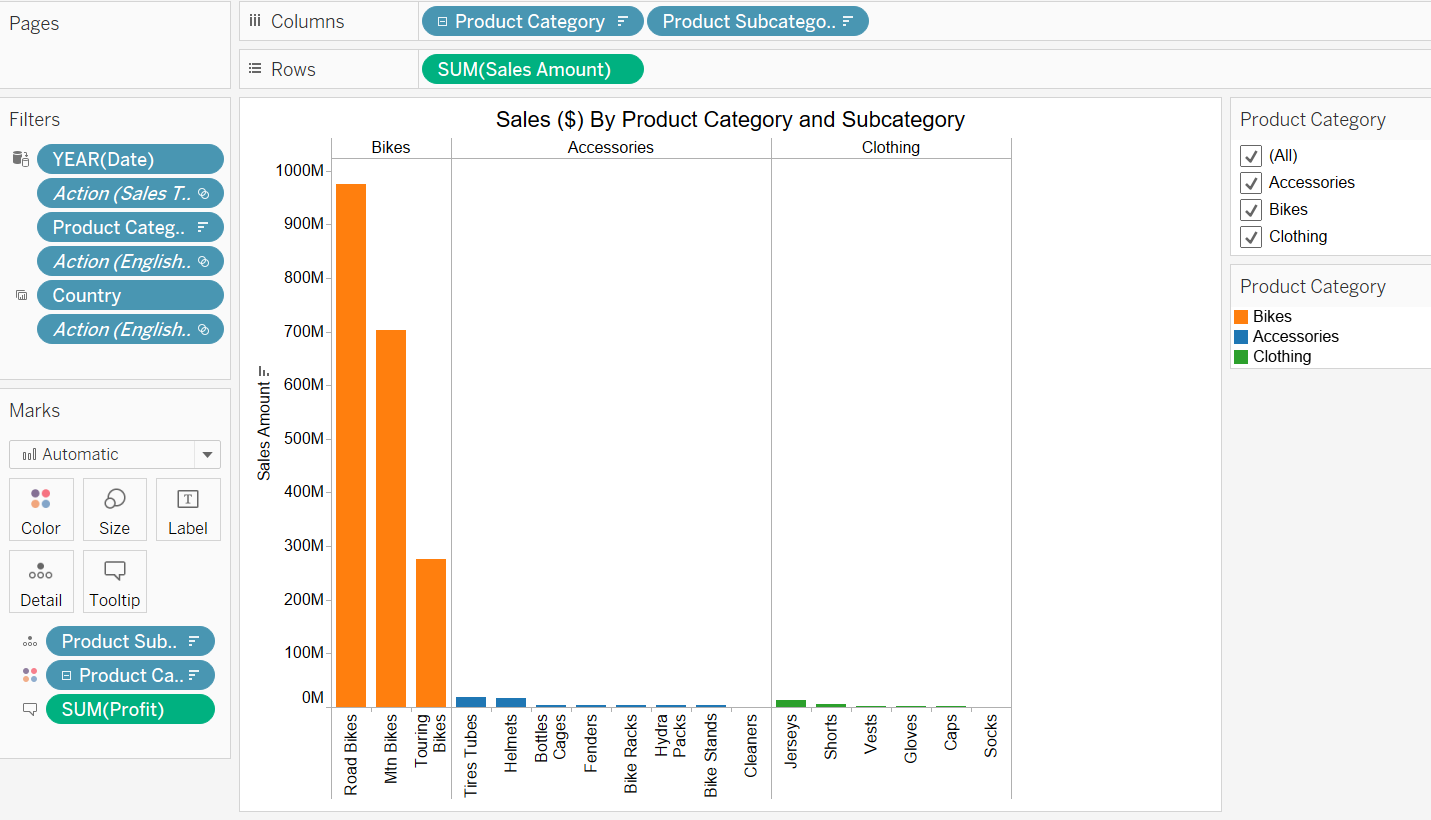 Pages
Columns
Product Category
Product Subcatego..
Rows
SUM(Sales Amount)
Filters
YEAR(Date)
Action (Sales T..
Product Categ..
Action (English..
Country
Action (English..
Marks
Automatic
Color
Size
T
Label
Detail
Tooltip
Product Sub..
Product Ca..
SUM(Profit)
Sales ($) By Product Category and Subcategory
Bikes
Accessories
Clothing
1000M
900M
800M
700M
600M
500M
400M
300M
200M
100M
0M
Sales Amount
Road Bikes
Mtn Bikes
Touring
Bikes
Tires Tubes
Helmets
Bottles
Cages
Fenders
Bike Racks
Hydra
Packs
Bike Stands
Cleaners
Jerseys
Shorts
Vests
Gloves
Caps
Socks
Product Category
(All)
Accessories
Bikes
Clothing
Product Category
Bikes
Accessories
Clothing